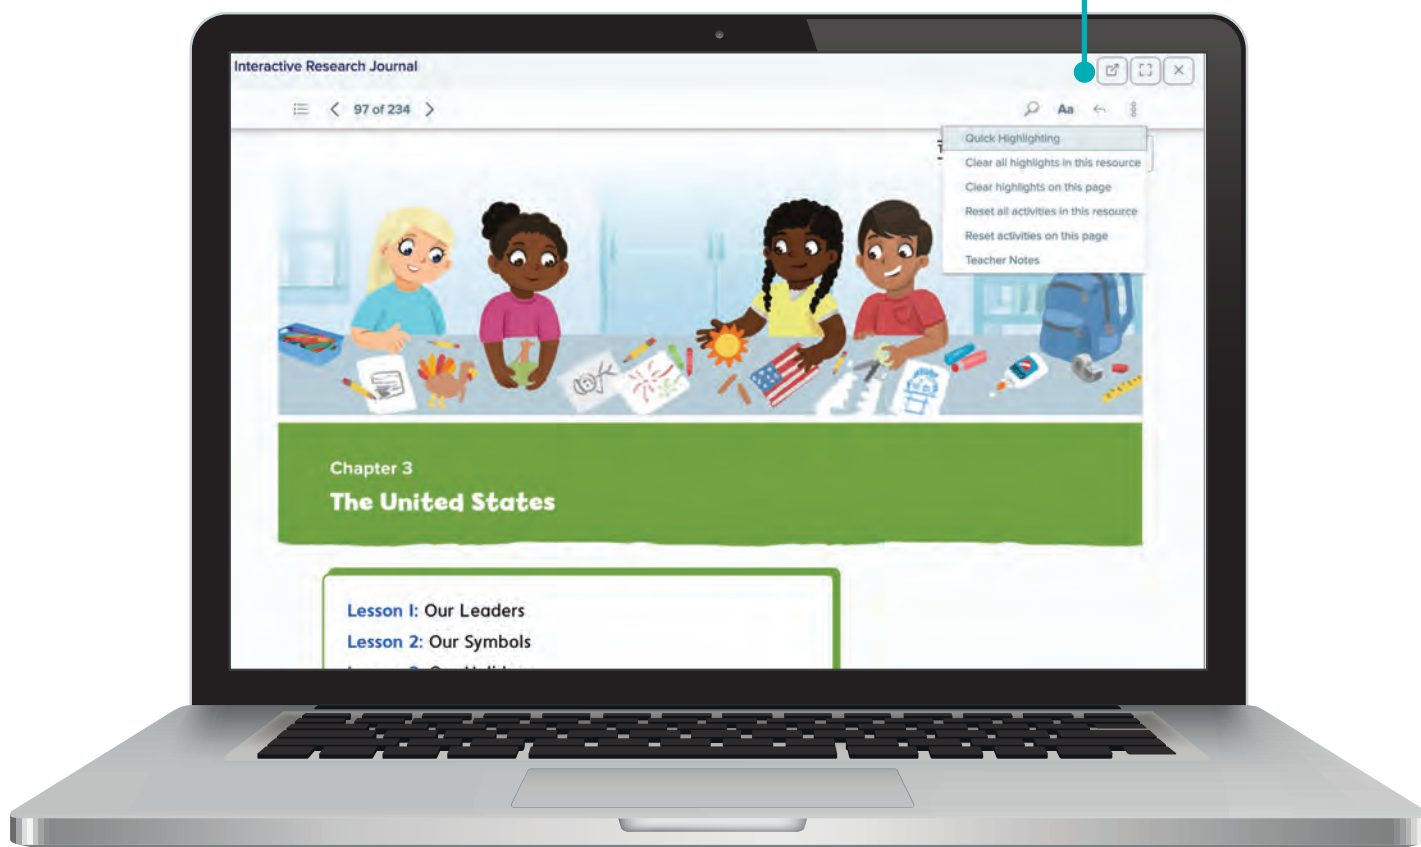 Interactive Research Journal
97 of 234
Aa
Quick Highlighting
Clear all highlights in this resource
Clear highlights on this page
Reset all activities in this resource
Reset activities on this page
Teacher Notes
Chapter 3
The United States
Lesson 1: Our Leaders
Lesson 2: Our Symbols